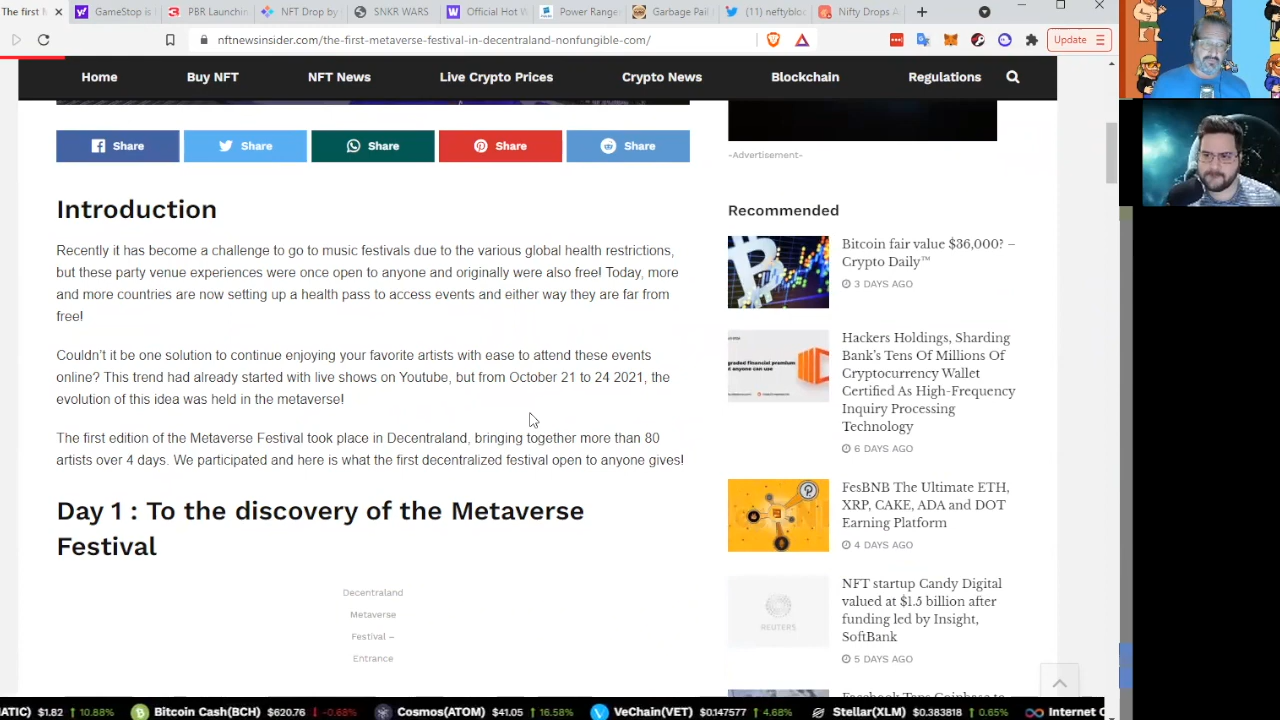 The first M
GameStop is
PBR Launchin
NFT Drop by
SNKR WARS
Official Hot W
Power Range
Garbage Pail
(1) neftyblo
Nifty Drops A
nftnewsinsider.com/the-first-metaverse-festival-in-decentraland-nonfungible-com/
Update
Home Buy NFT NFT News Live Crypto Prices Crypto News Blockchain Regulations
Share Share Share Share Share
-Advertisement-
Introduction
Recently it has become a challenge to go to music festivals due to the various global health restrictions,
but these party venue experiences were once open to anyone and originally were also free! Today, more
and more countries are now setting up a health pass to access events and either way they are far from
free!
Couldn't it be one solution to continue enjoying your favorite artists with ease to attend these events
online? This trend had already started with live shows on Youtube, but from October 21 to 24 2021, the
evolution of this idea was held in the metaverse!
The first edition of the Metaverse Festival took place in Decentraland, bringing together more than 80
artists over 4 days. We participated and here is what the first decentralized festival open to anyone gives!
Day 1 : To the discovery of the Metaverse
Festival
Decentraland
Metaverse
Festival –
Entrance
Recommended
Bitcoin fair value $36,000? –
Crypto Daily™
3 DAYS AGO
Hackers Holdings, Sharding
Bank's Tens Of Millions Of
Cryptocurrency Wallet
Certified As High-Frequency
Inquiry Processing
Technology
6 DAYS AGO
FesBNB The Ultimate ETH,
XRP, CAKE, ADA and DOT
Earning Platform
4 DAYS AGO
REUTERS
NFT startup Candy Digital
valued at $1.5 billion after
funding led by Insight,
SoftBank
5 DAYS AGO
Facebook Taps Coinbase to
MATIC) $1.82 ↑ 10.88% Bitcoin Cash(BCH) $620.76 ↓ -0.68% Cosmos(ATOM) $41.05 ↑ 16.58% VeChain(VET) $0.147577 ↑ 4.68% Stellar(XLM) $0.383818 ↑ 0.65% Internet C